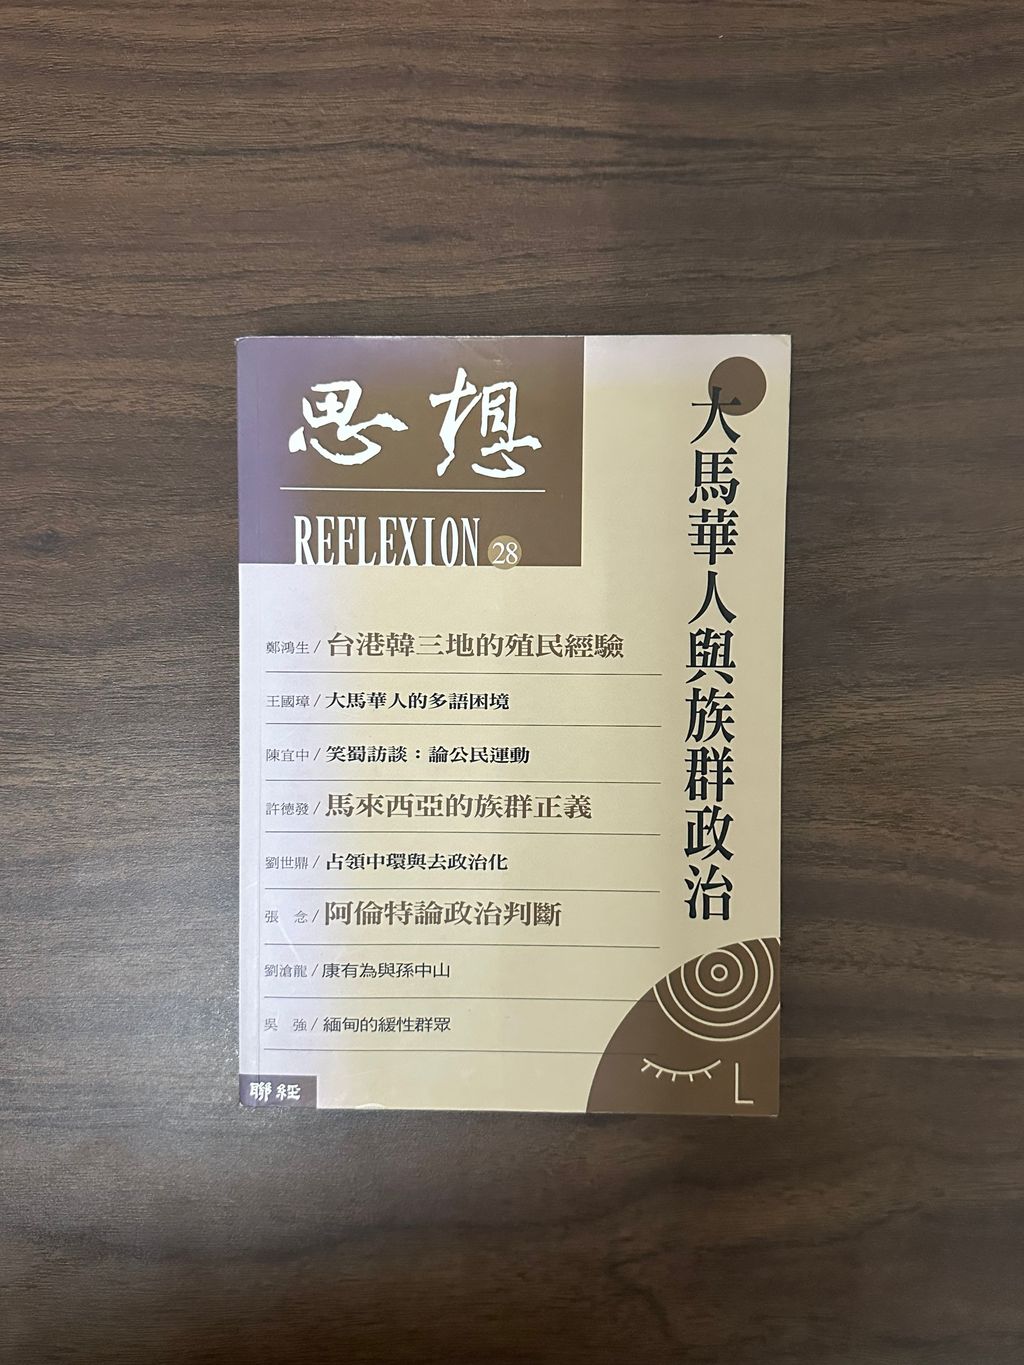 思想
REFLEXION 28
大馬華人與族群政治
鄭鴻生/台港韓三地的殖民經驗
王國璋/大馬華人的多語困境
陳宜中/笑蜀訪談：論公民運動
許德發/馬來西亞的族群正義
劉世鼎/占領中環與去政治化
張　念/阿倫特論政治判斷
劉滄龍/康有為與孫中山
吳　強/緬甸的緩性群眾
聯經